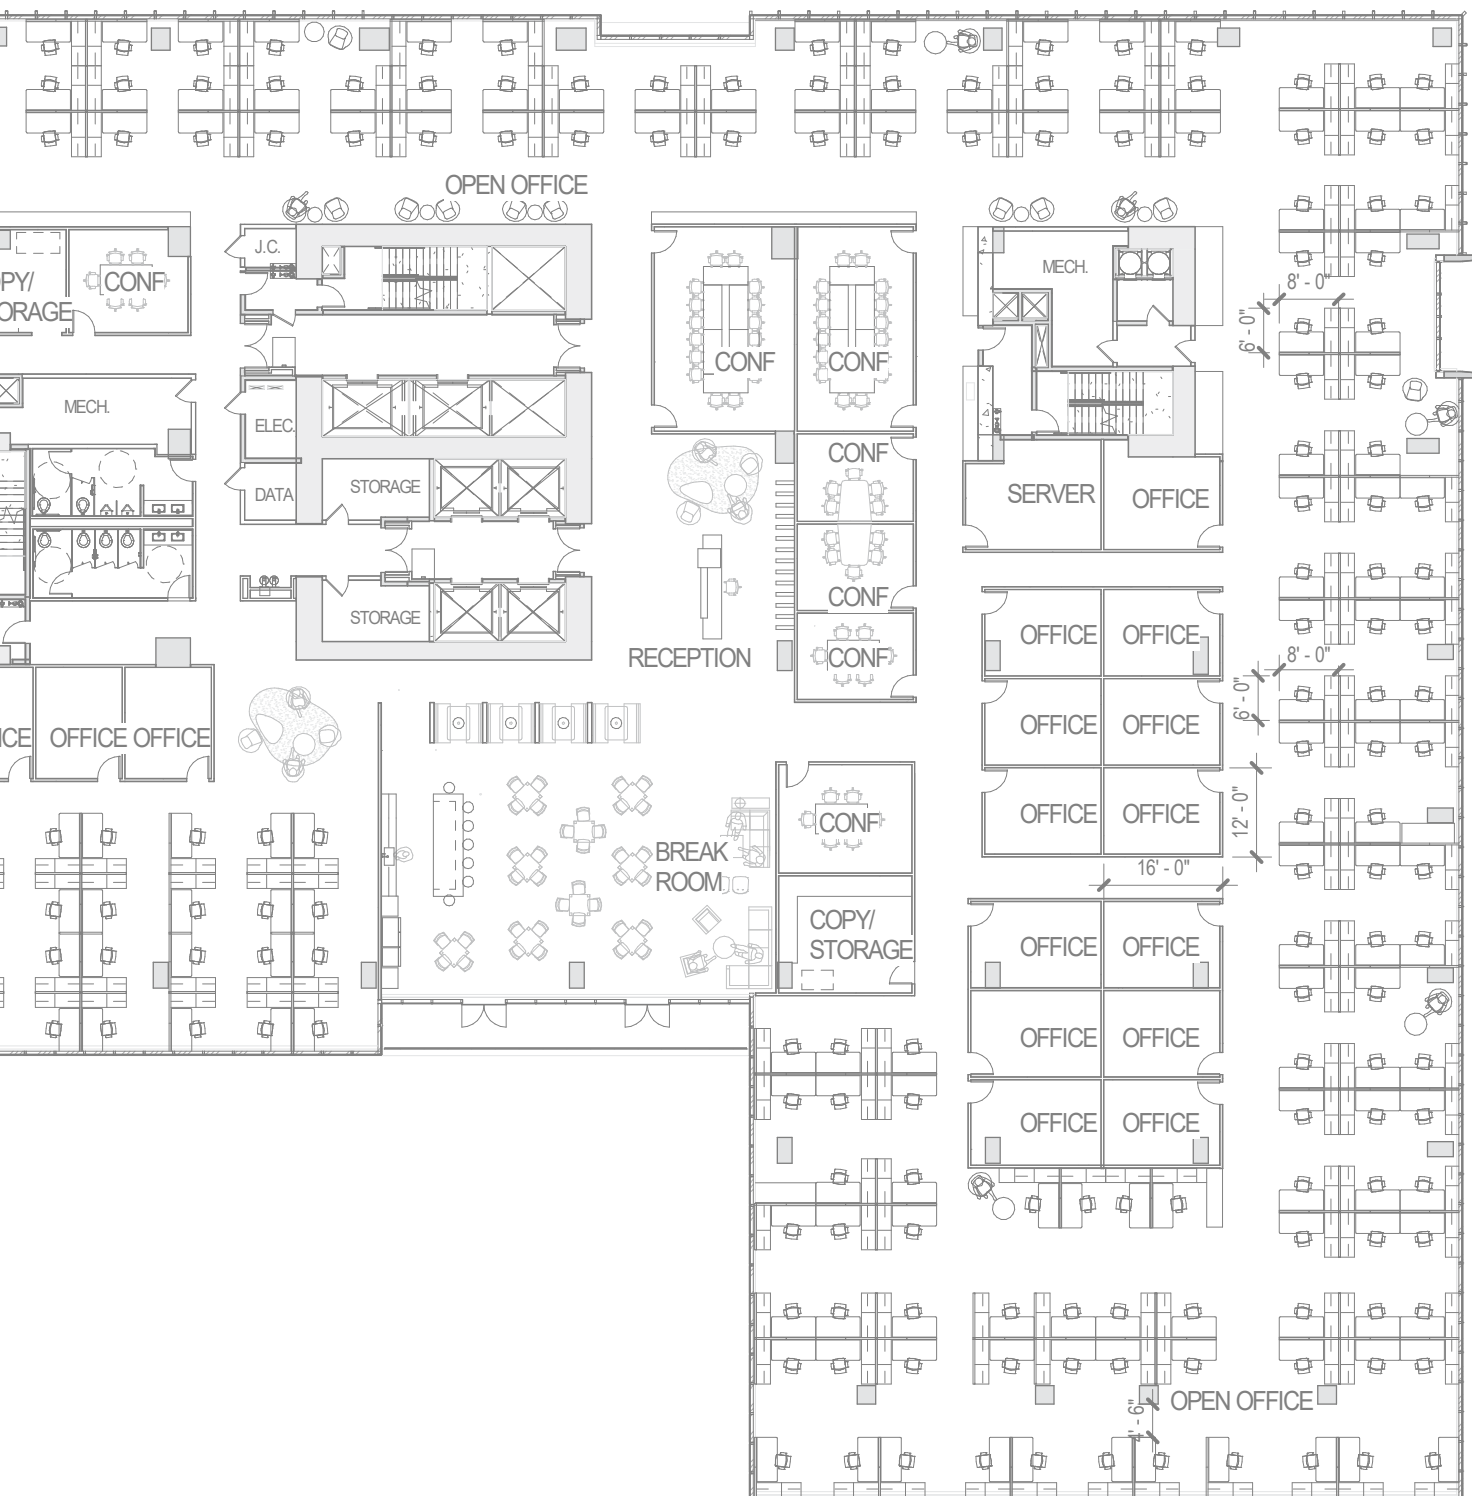 OPEN OFFICE
J.C.
MECH.
PY/
ORAGE
CONF
8' - 0"
6' - 0"
CONF
CONF
MECH.
ELEC.
CONF
DATA
STORAGE
SERVER
OFFICE
CONF
STORAGE
OFFICE
OFFICE
RECEPTION
CONF
8' - 0"
6' - 0"
ICE
OFFICE
OFFICE
OFFICE
OFFICE
OFFICE
OFFICE
12' - 0"
CONF
BREAK
ROOM
16' - 0"
COPY/
STORAGE
OFFICE
OFFICE
OFFICE
OFFICE
OFFICE
OFFICE
OPEN OFFICE
4' - 6"